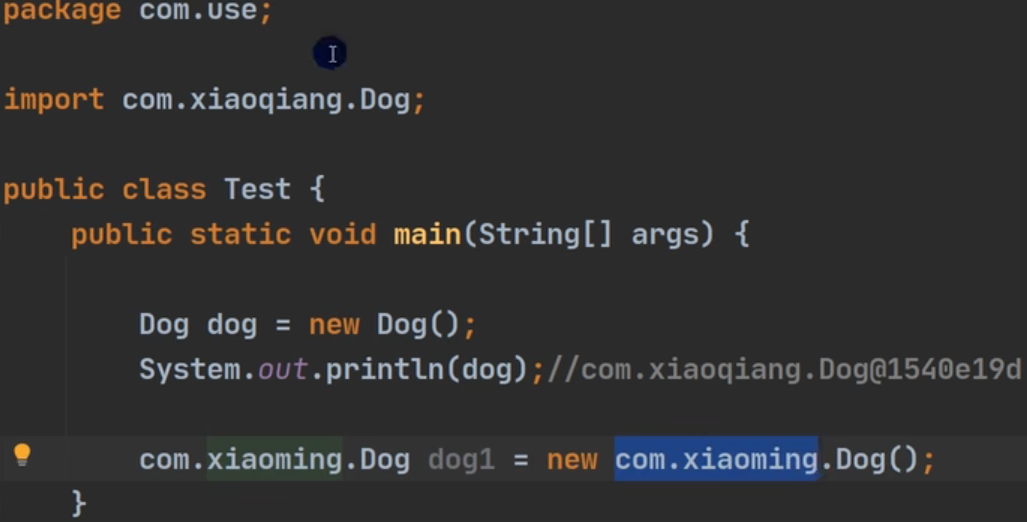 package com.use;
import com.xiaoqiang.Dog;
public class Test {
public static void main(String[] args) {
Dog dog = new Dog();
System.out.println(dog);//com.xiaoqiang.Dog@1540e19d
com.xiaoming.Dog dog1 = new com.xiaoming.Dog();
}